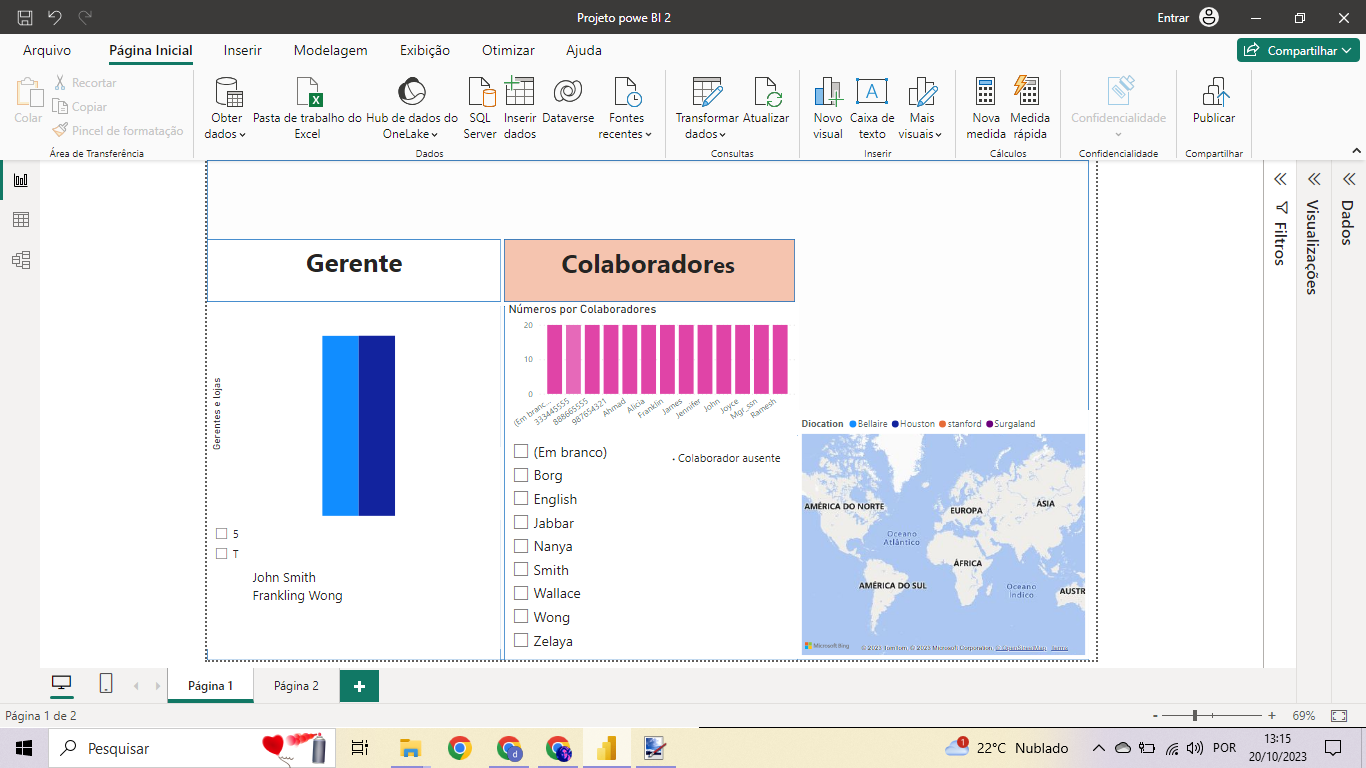 Projeto powe BI 2
Entrar
Arquivo
Página Inicial
Inserir
Modelagem
Exibição
Otimizar
Ajuda
Compartilhar
Colar
Recortar
Copiar
Pincel de formatação
Área de Transferência
Obter dados
Pasta de trabalho do Excel
Hub de dados do OneLake
SQL Server
Inserir dados
Dataverse
Fontes recentes
Dados
Transformar dados
Atualizar
Consultas
Novo visual
Caixa de texto
Mais visuais
Inserir
Nova medida
Medida rápida
Cálculos
Confidencialidade
Confidencialidade
Publicar
Compartilhar
Gerente
Gerentes e lojas
5
T
John Smith
Frankling Wong
Colaboradores
Números por Colaboradores
20
10
0
(Em branc...
333445555
888665555
987654321
Ahmad
Alicia
Franklin
James
Jennifer
John
Joyce
Mgr_ssn
Ramesh
(Em branco)
Borg
English
Jabbar
Nanya
Smith
Wallace
Wong
Zelaya
. Colaborador ausente
Dlocation Bellaire Houston stanford Surgaland
AMÉRICA DO NORTE
EUROPA
ÁSIA
Oceano Atlântico
ÁFRICA
AMÉRICA DO SUL
Oceano Índico
AUSTR
Microsoft Bing
© 2023 TomTom, © 2023 Microsoft Corporation, © OpenStreetMap Terms
Filtros
Visualizações
Dados
Página 1
Página 2
Página 1 de 2
- + 69%
Pesquisar
d
1
22°C Nublado
POR
13:15
20/10/2023